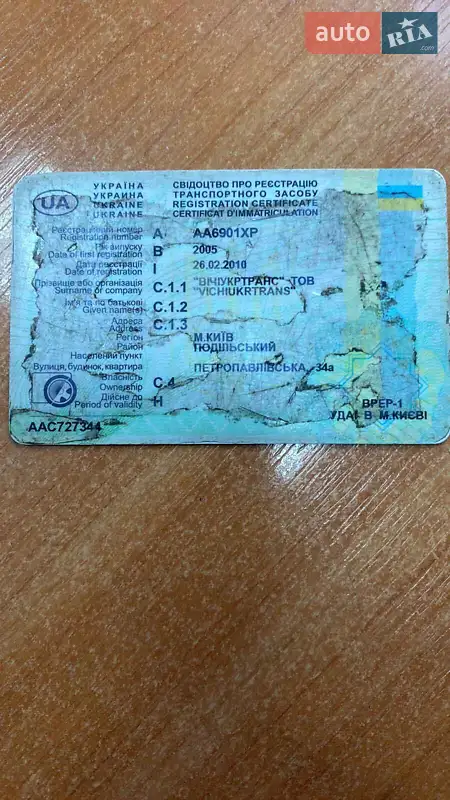 auto RIA .com
УКРАЇНА СВІДОЦТВО ПРО РЕЄСТРАЦІЮ
УКРАИНА ТРАНСПОРТНОГО ЗАСОБУ
UKRAINE REGISTRATION CERTIFICATE
UKRAINE CERTIFICAT D'IMMATRICULATION
UA
Реєстраційний номер
Registration number A AA6901XP
Рік випуску
Date of first registration B 2005
Дата реєстрації
Date of registration I 26.02.2010
Прізвище або організація
Surname or company C.1.1 "ВІЧІУКРТРАНС" ТОВ
"VICHIUKRTRANS"
Ім'я та по батькові
Given name(s) C.1.2
Адреса
Address C.1.3
Регіон М.КИЇВ
Район ПОДІЛЬСЬКИЙ
Населений пункт
Вулиця, будинок, квартира ПЕТРОПАВЛІВСЬКА, 34а
Власність
Ownership C.4
Дійсне до
Period of validity H
ВРЕР-1
УДАІ В М.КИЄВІ
ААС727344